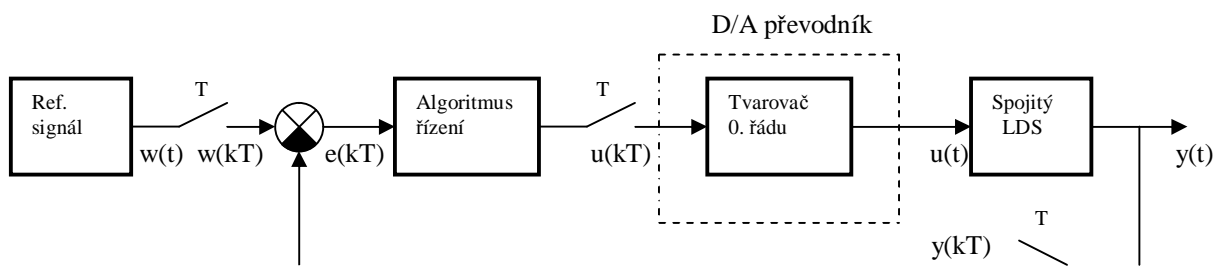 D/A převodník
Ref.
signál
T
Algoritmus
řízení
T
Tvarovač
0. řádu
Spojitý
LDS
w(t)
w(kT)
e(kT)
u(kT)
u(t)
y(t)
y(kT)
T